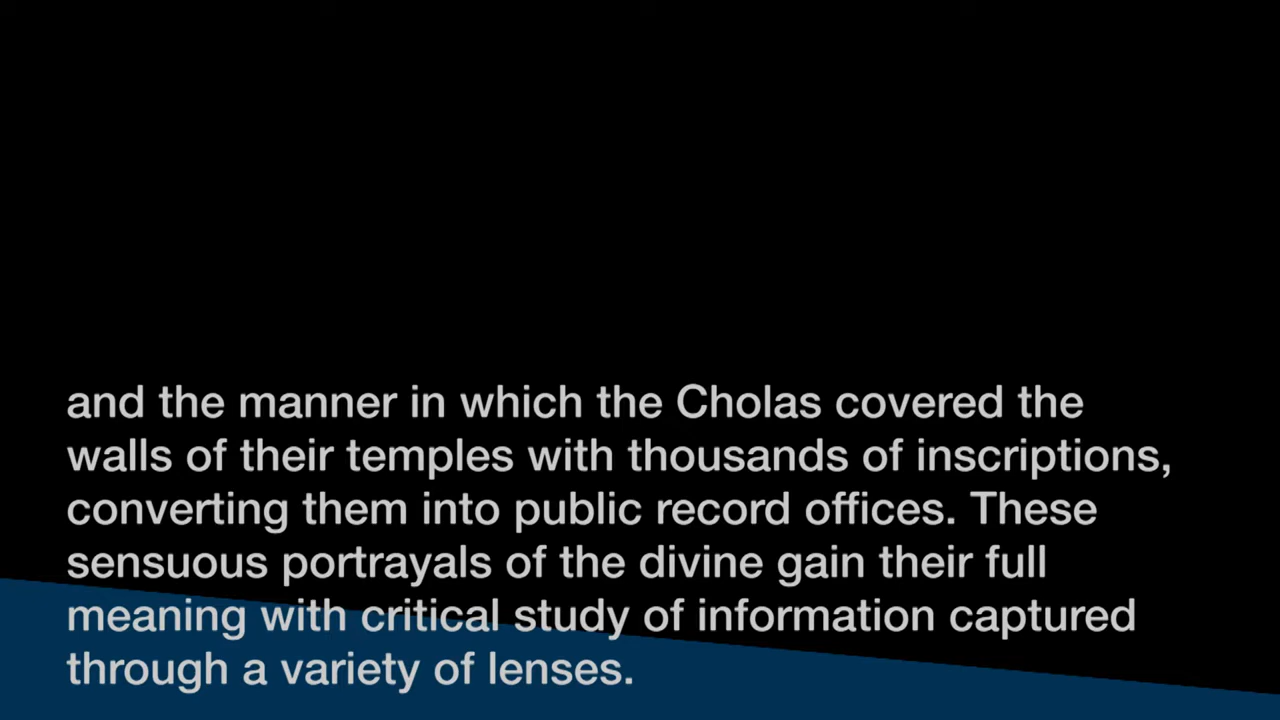 and the manner in which the Cholas covered the
walls of their temples with thousands of inscriptions,
converting them into public record offices. These
sensuous portrayals of the divine gain their full
meaning with critical study of information captured
through a variety of lenses.